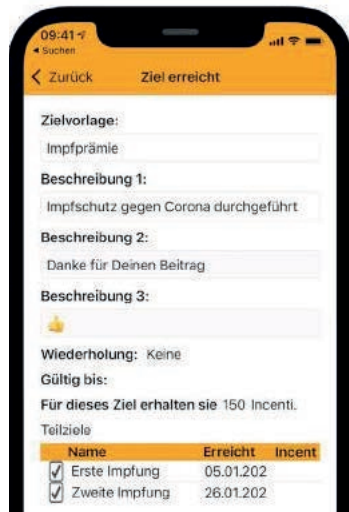 09:41
Suchen
Zurück Ziel erreicht
Zielvorlage:
Impfprämie
Beschreibung 1:
Impfschutz gegen Corona durchgeführt
Beschreibung 2:
Danke für Deinen Beitrag
Beschreibung 3:
👍
Wiederholung: Keine
Gültig bis:
Für dieses Ziel erhalten sie 150 Incenti.
Teilziele
Name Erreicht Incent
Erste Impfung 05.01.202
Zweite Impfung 26.01.202